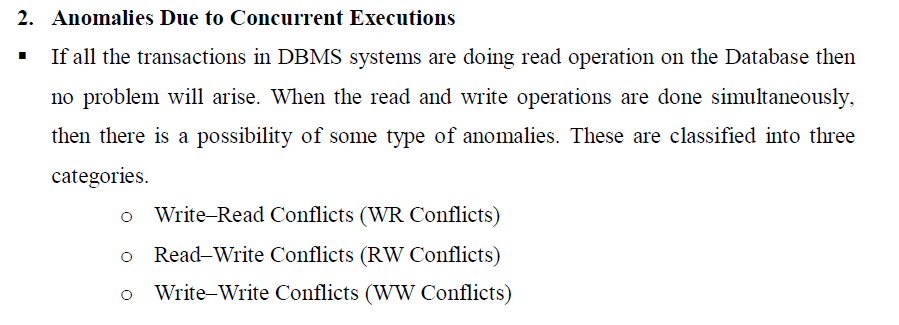 2. Anomalies Due to Concurrent Executions
▪ If all the transactions in DBMS systems are doing read operation on the Database then
no problem will arise. When the read and write operations are done simultaneously,
then there is a possibility of some type of anomalies. These are classified into three
categories.
o Write–Read Conflicts (WR Conflicts)
o Read–Write Conflicts (RW Conflicts)
o Write–Write Conflicts (WW Conflicts)